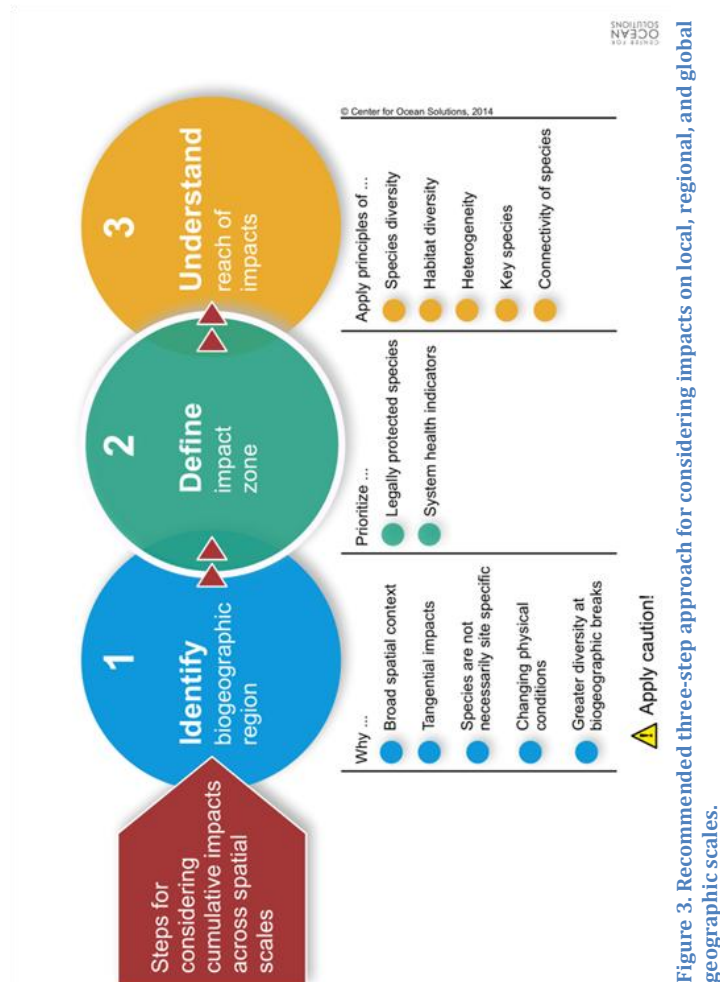 CENTER FOR
OCEAN
SOLUTIONS
Steps for
considering
cumulative impacts
across spatial
scales
1
Identify
biogeographic
region
2
Define
impact
zone
3
Understand
reach of
impacts
Why ...
Broad spatial context
Tangential impacts
Species are not
necessarily site specific
Changing physical
conditions
Greater diversity at
biogeographic breaks
Prioritize ...
Legally protected species
System health indicators
Apply principles of ...
Species diversity
Habitat diversity
Heterogeneity
Key species
Connectivity of species
© Center for Ocean Solutions, 2014
Apply caution!
Figure 3. Recommended three-step approach for considering impacts on local, regional, and global
geographic scales.